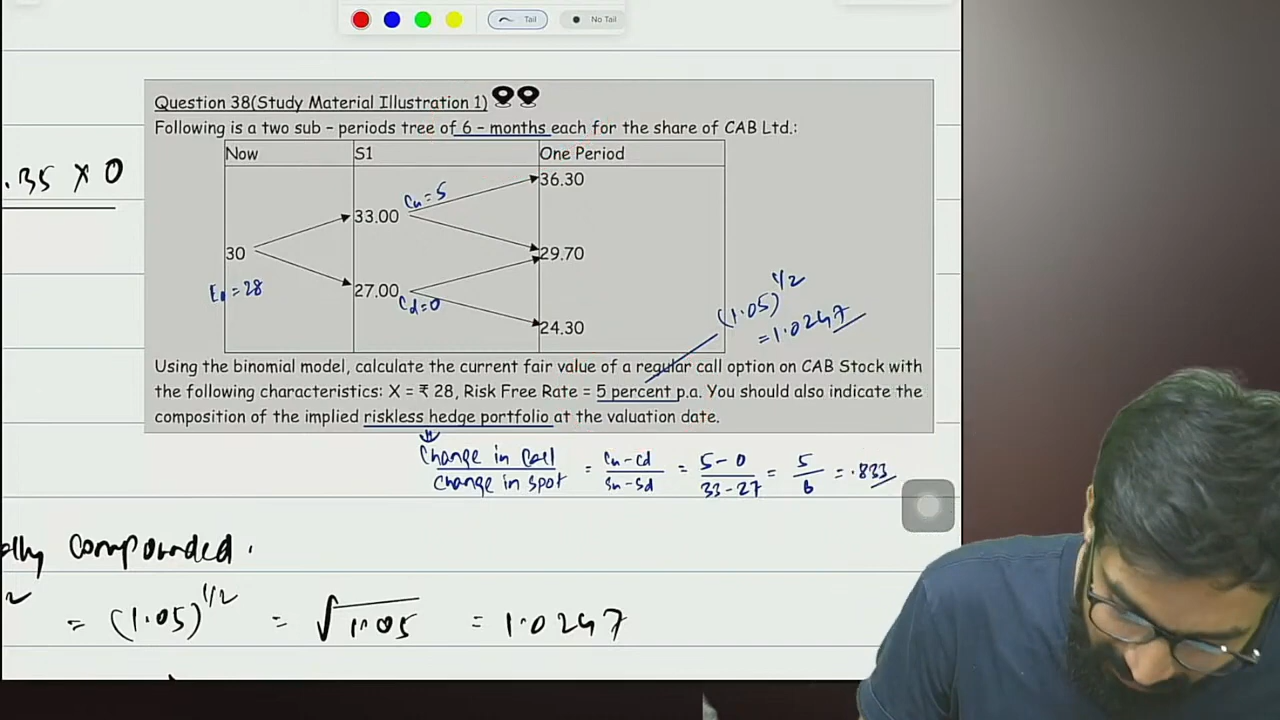 Tail No Tail
.35 × 0
Question 38(Study Material Illustration 1)
Following is a two sub – periods tree of 6 – months each for the share of CAB Ltd.:
Now S1 One Period
36.30
Cu = 5
33.00
30 29.70
E0 = 28 27.00
Cd = 0
24.30
(1.05)^1/2
= 1.0247
Using the binomial model, calculate the current fair value of a regular call option on CAB Stock with
the following characteristics: X = ₹ 28, Risk Free Rate = 5 percent p.a. You should also indicate the
composition of the implied riskless hedge portfolio at the valuation date.
Change in Call / Change in Spot = Cu - Cd / Su - Sd = 5 - 0 / 33 - 27 = 5 / 6 = .833
ally compounded.
2 = (1.05)^1/2 = √1.05 = 1.0247